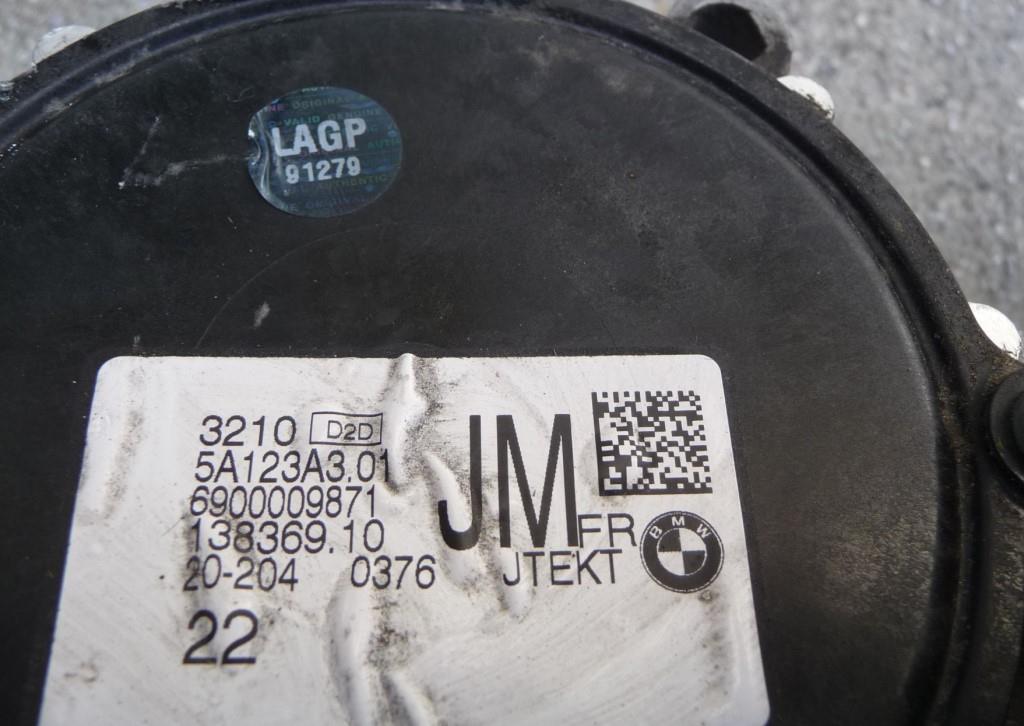 LAGP
91279
3210 D2D
5A123A3.01
6900009871
138369.10
20-204 0376
22
JM
FR
JTEKT
BMW